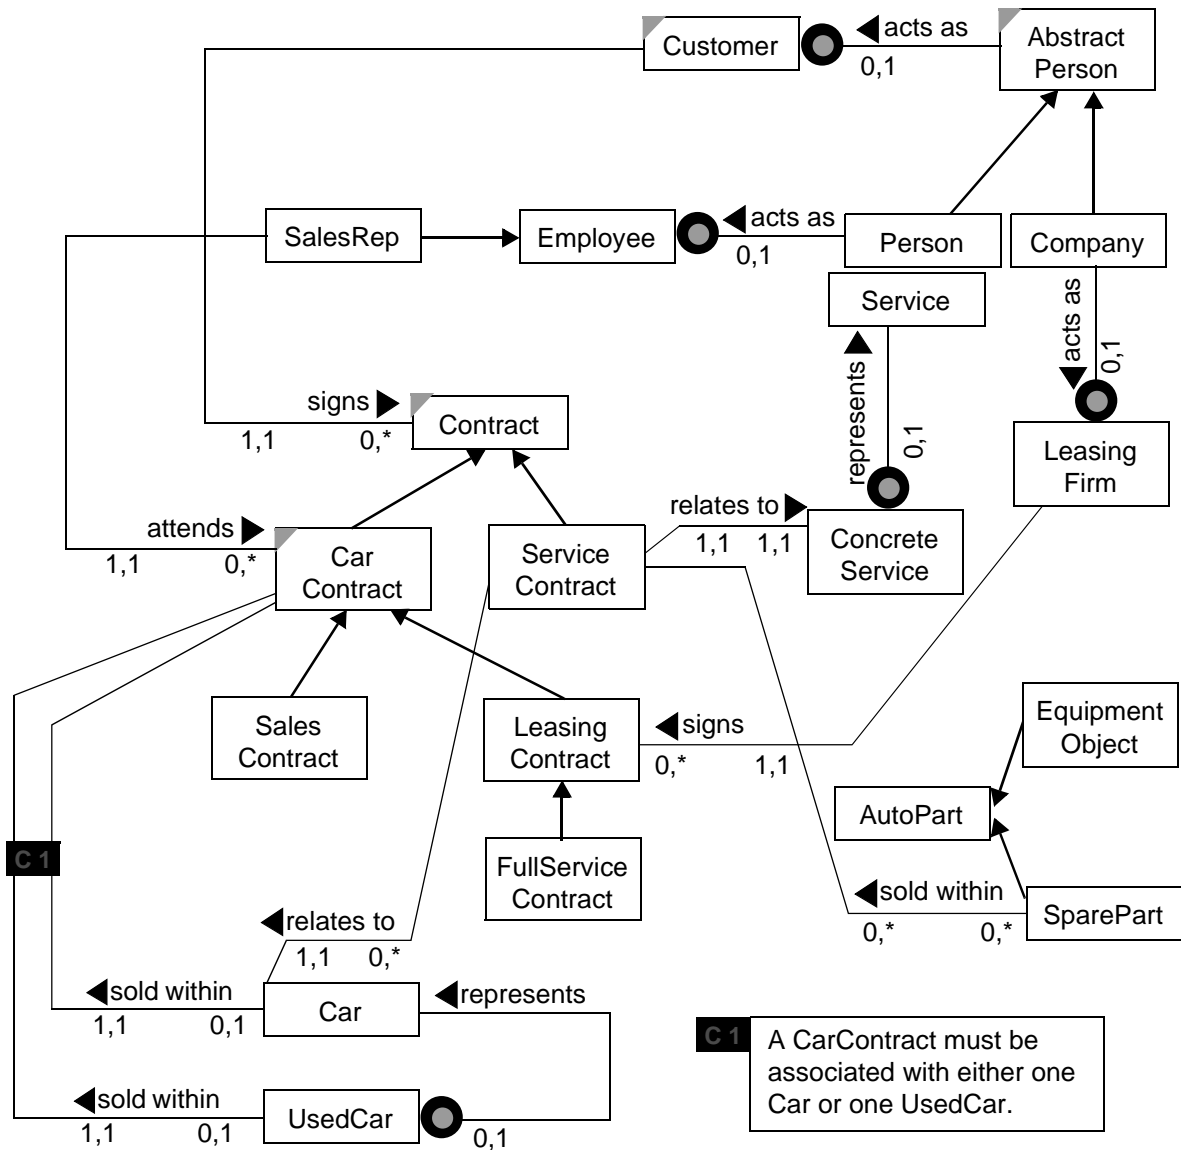 Customer
acts as
0,1
Abstract
Person
SalesRep
Employee
acts as
0,1
Person
Company
Service
acts as
0,1
represents
0,1
signs
1,1
0,*
Contract
Leasing
Firm
attends
1,1
0,*
Car
Contract
Service
Contract
relates to
1,1
1,1
Concrete
Service
Sales
Contract
Leasing
Contract
signs
0,*
1,1
Equipment
Object
AutoPart
C 1
FullService
Contract
sold within
0,*
0,*
SparePart
relates to
1,1
0,*
sold within
1,1
0,1
Car
represents
0,1
sold within
1,1
0,1
UsedCar
C 1
A CarContract must be
associated with either one
Car or one UsedCar.